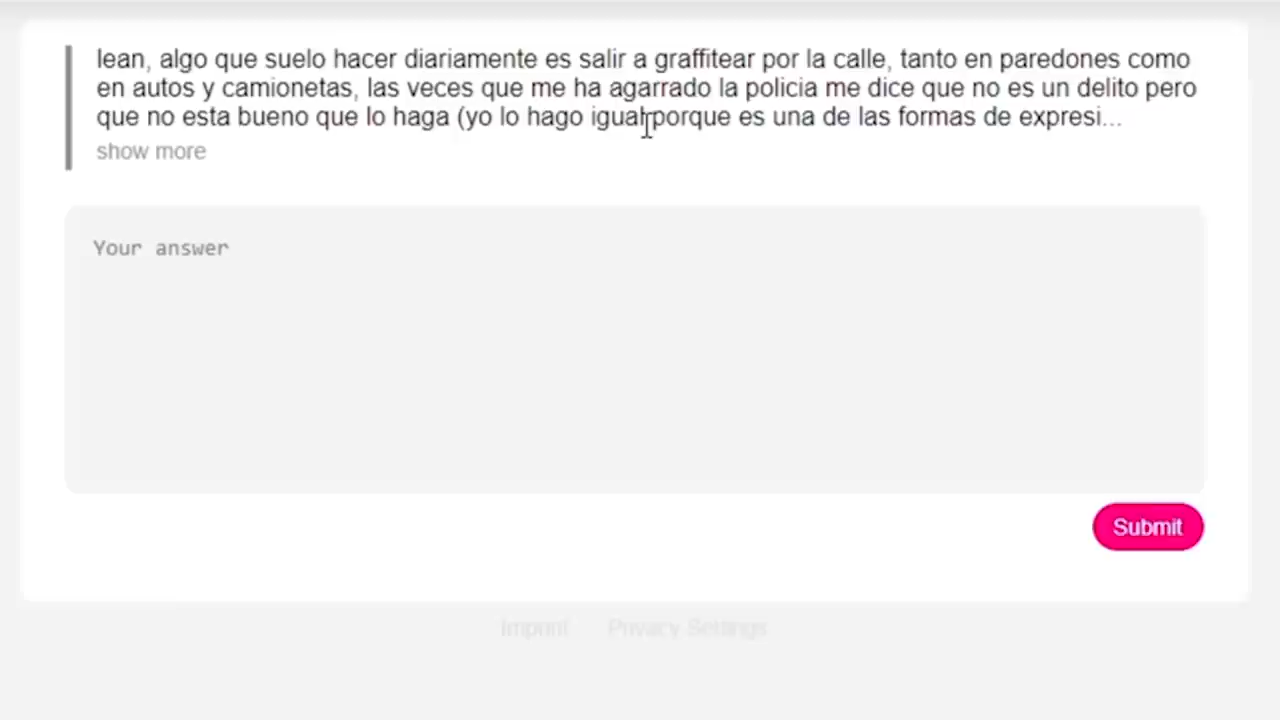 lean, algo que suelo hacer diariamente es salir a graffitear por la calle, tanto en paredones como
en autos y camionetas, las veces que me ha agarrado la policia me dice que no es un delito pero
que no esta bueno que lo haga (yo lo hago igual porque es una de las formas de expresi...
show more
Your answer
Submit
Imprint Privacy Settings